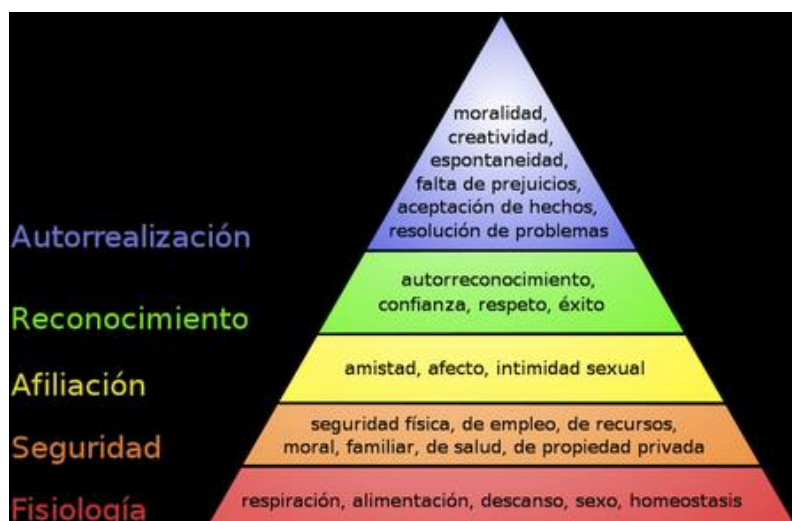 moralidad,
creatividad,
espontaneidad,
falta de prejuicios,
aceptación de hechos,
resolución de problemas
Autorrealización
autorreconocimiento,
confianza, respeto, éxito
Reconocimiento
amistad, afecto, intimidad sexual
Afiliación
seguridad física, de empleo, de recursos,
moral, familiar, de salud, de propiedad privada
Seguridad
respiración, alimentación, descanso, sexo, homeostasis
Fisiología